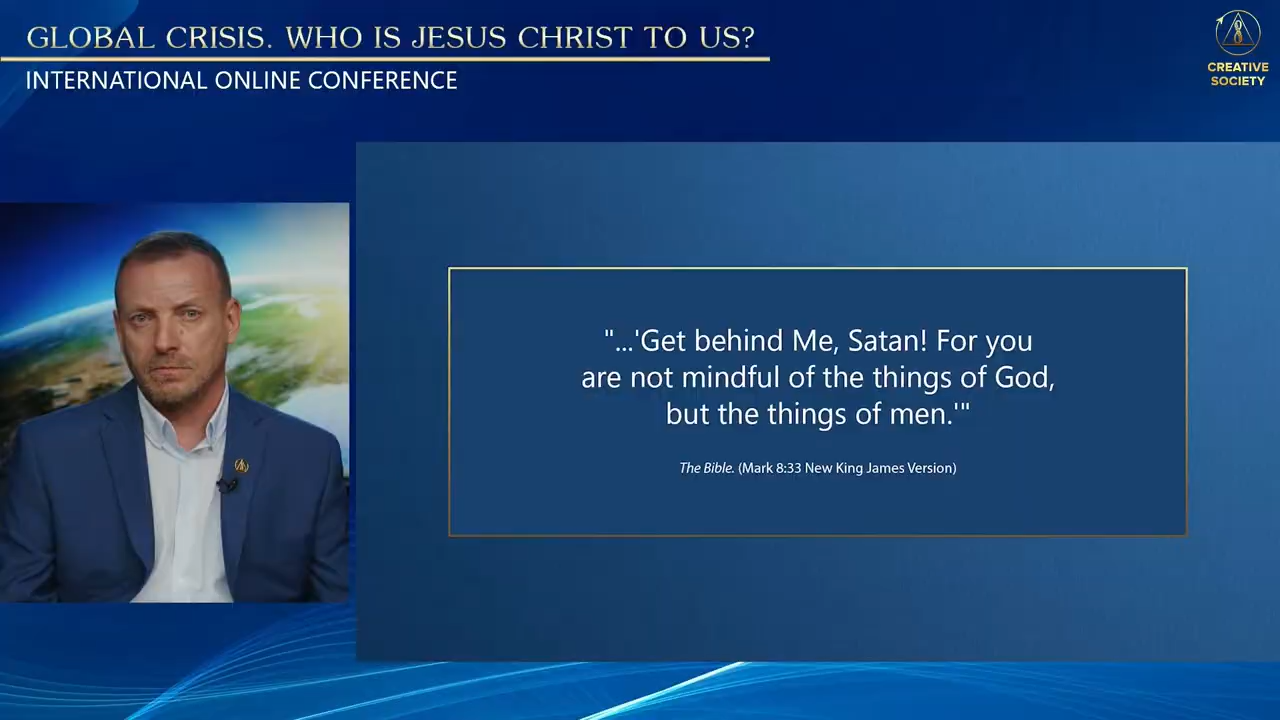 GLOBAL CRISIS. WHO IS JESUS CHRIST TO US?
INTERNATIONAL ONLINE CONFERENCE
CREATIVE
SOCIETY
"...'Get behind Me, Satan! For you
are not mindful of the things of God,
but the things of men.'"
The Bible. (Mark 8:33 New King James Version)